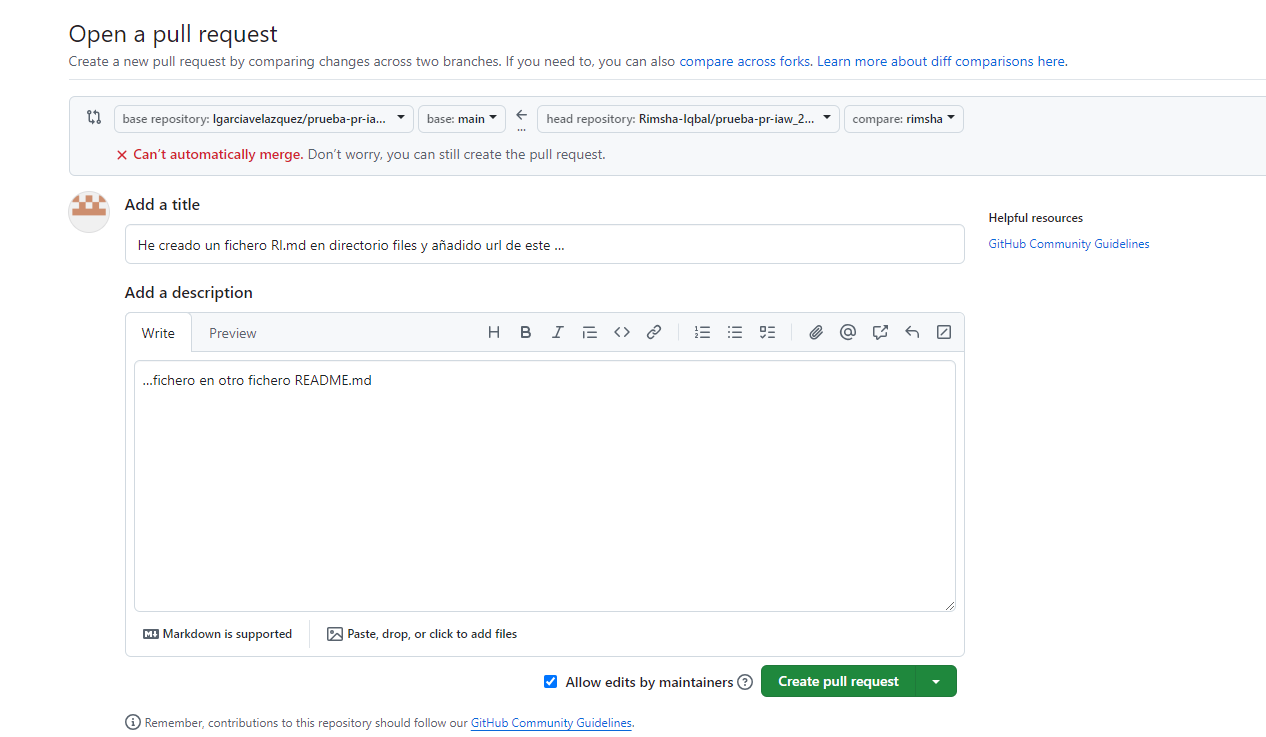 Open a pull request
Create a new pull request by comparing changes across two branches. If you need to, you can also compare across forks. Learn more about diff comparisons here.
base repository: lgarciavelazquez/prueba-pr-ia... base: main ... head repository: Rimsha-Iqbal/prueba-pr-iaw_2... compare: rimsha
Can’t automatically merge. Don’t worry, you can still create the pull request.
Add a title
Helpful resources
He creado un fichero RI.md en directorio files y añadido url de este …
GitHub Community Guidelines
Add a description
Write Preview
…fichero en otro fichero README.md
Markdown is supported Paste, drop, or click to add files
Allow edits by maintainers ? Create pull request
Remember, contributions to this repository should follow our GitHub Community Guidelines.